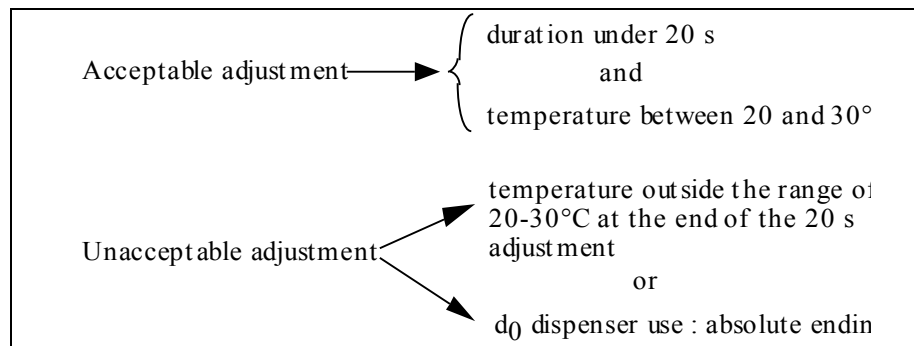 duration under 20 s
Acceptable adjustment
and
temperature between 20 and 30°
temperature outside the range of
20-30°C at the end of the 20 s
Unacceptable adjustment
adjustment
or
d0 dispenser use : absolute endin